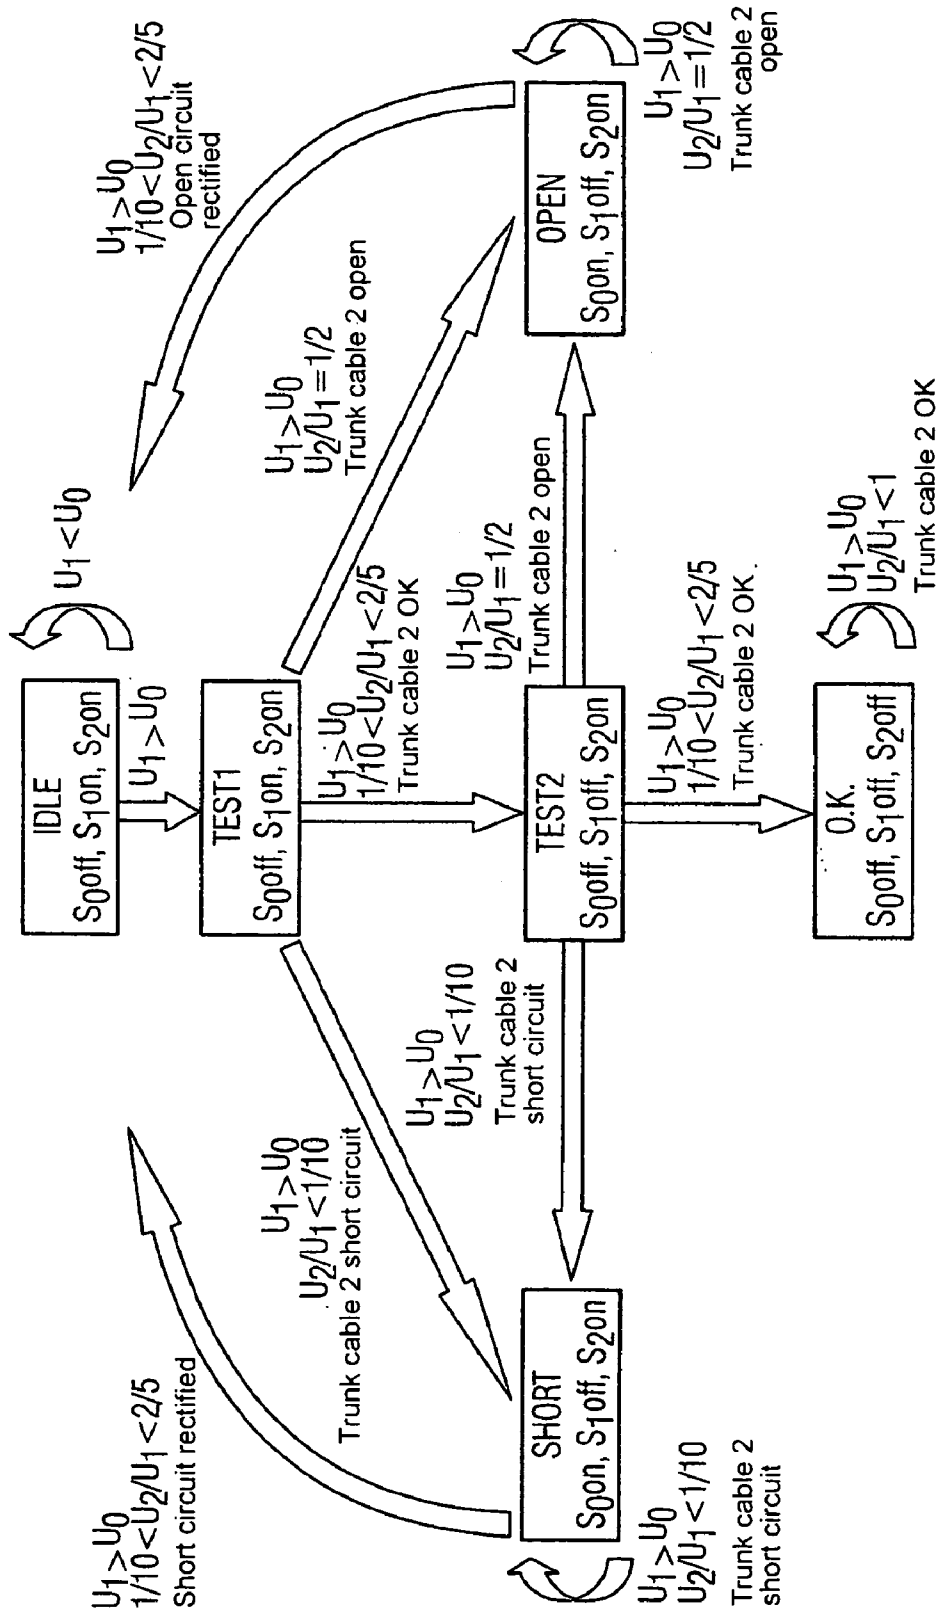 IDLE
S0off, S1on, S2on
U1<U0
U1>U0
TEST1
S0off, S1on, S2on
U1>U0
1/10<U2/U1<2/5
Short circuit rectified
U1>U0
1/10<U2/U1<2/5
Open circuit
rectified
U1>U0
U2/U1<1/10
Trunk cable 2 short circuit
U1>U0
1/10<U2/U1<2/5
Trunk cable 2 OK
U1>U0
U2/U1=1/2
Trunk cable 2 open
U1>U0
U2/U1<1/10
Trunk cable 2
short circuit
U1>U0
U2/U1=1/2
Trunk cable 2 open
SHORT
S0on, S1off, S2on
TEST2
S0off, S1off, S2on
OPEN
S0on, S1off, S2on
U1>U0
U2/U1<1/10
Trunk cable 2
short circuit
U1>U0
1/10<U2/U1<2/5
Trunk cable 2 OK.
U1>U0
U2/U1=1/2
Trunk cable 2
open
O.K.
S0off, S1off, S2off
U1>U0
U2/U1<1
Trunk cable 2 OK